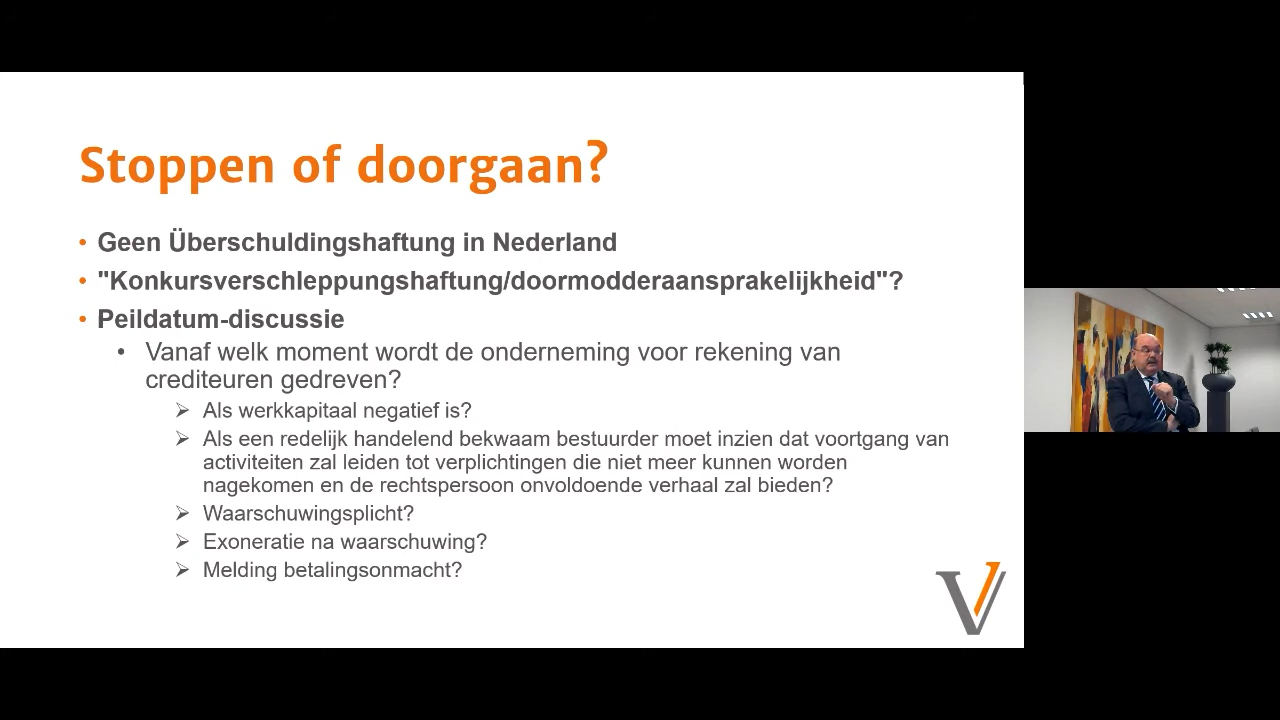 Stoppen of doorgaan?
• Geen Überschuldingshaftung in Nederland
• "Konkursverschleppungshaftung/doormodderaansprakelijkheid"?
• Peildatum-discussie
• Vanaf welk moment wordt de onderneming voor rekening van
crediteuren gedreven?
➢ Als werkkapitaal negatief is?
➢ Als een redelijk handelend bekwaam bestuurder moet inzien dat voortgang van
activiteiten zal leiden tot verplichtingen die niet meer kunnen worden
nagekomen en de rechtspersoon onvoldoende verhaal zal bieden?
➢ Waarschuwingsplicht?
➢ Exoneratie na waarschuwing?
➢ Melding betalingsonmacht?